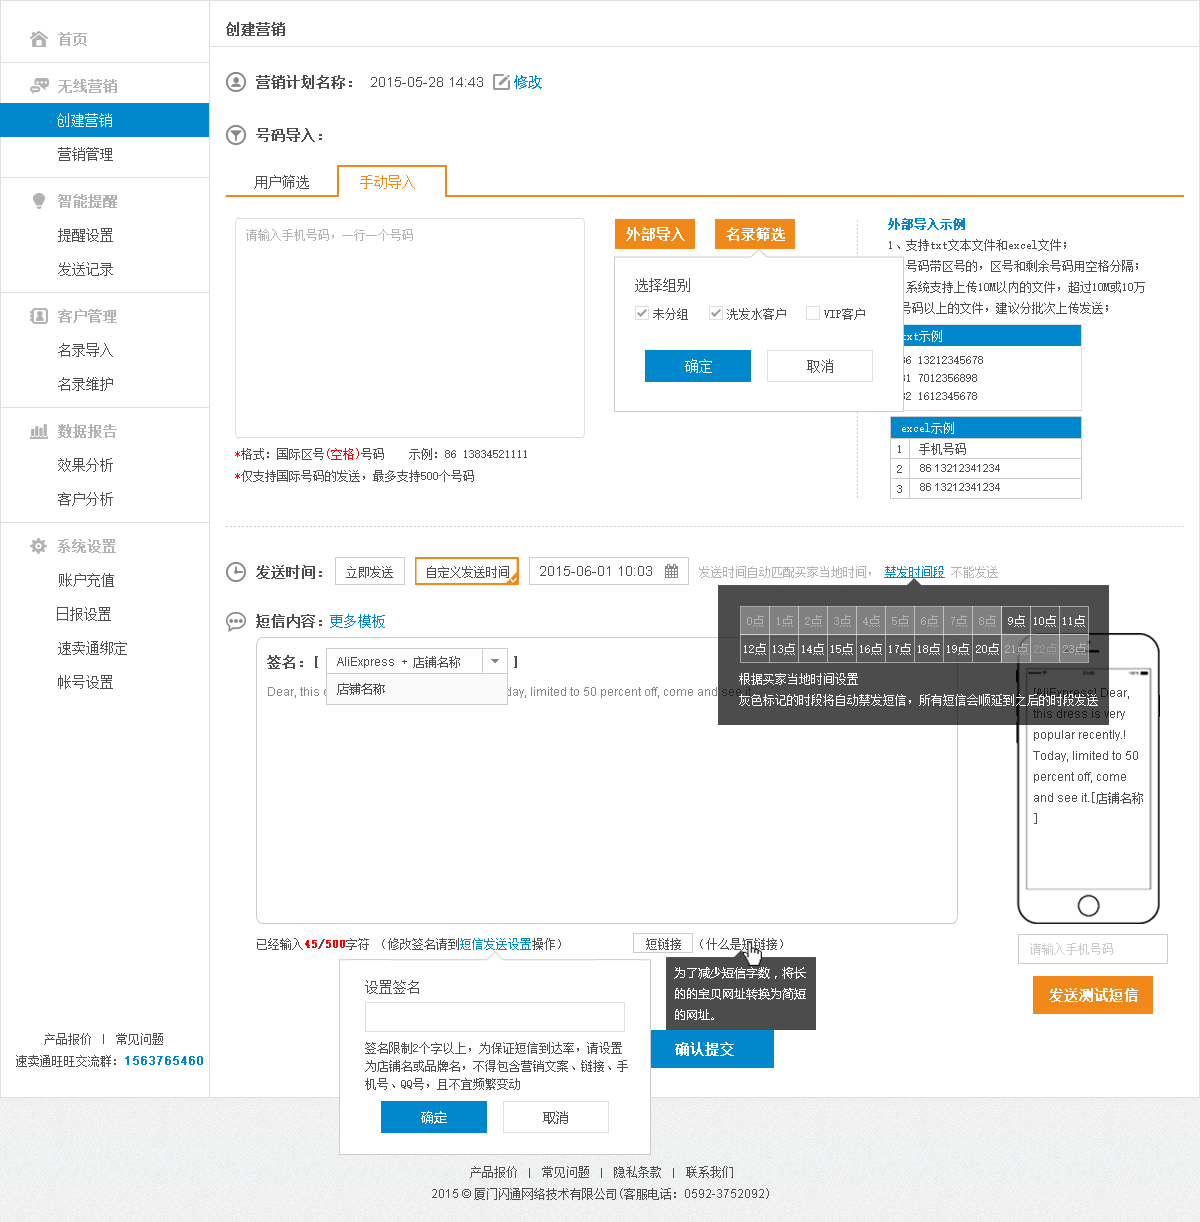 首页
无线营销
创建营销
营销管理
智能提醒
提醒设置
发送记录
客户管理
名录导入
名录维护
数据报告
效果分析
客户分析
系统设置
账户充值
日报设置
速卖通绑定
帐号设置
产品报价 | 常见问题
速卖通旺旺交流群：1563765460
创建营销
营销计划名称： 2015-05-28 14:43 修改
号码导入：
用户筛选 手动导入
请输入手机号码，一行一个号码
*格式：国际区号(空格)号码 示例：86 13834521111
*仅支持国际号码的发送，最多支持500个号码
外部导入 名录筛选
选择组别
未分组 洗发水客户 VIP客户
确定 取消
外部导入示例
1、支持txt文本文件和excel文件；
号码带区号的，区号和剩余号码用空格分隔；
系统支持上传10M以内的文件，超过10M或10万
号码以上的文件，建议分批次上传发送；
txt示例
86 13212345678
81 7012356898
82 1612345678
excel示例
1 手机号码
2 86 13212341234
3 86 13212341234
发送时间： 立即发送 自定义发送时间 2015-06-01 10:03 发送时间自动匹配买家当地时间， 禁发时间段 不能发送
0点 1点 2点 3点 4点 5点 6点 7点 8点 9点 10点 11点
12点 13点 14点 15点 16点 17点 18点 19点 20点 21点 22点 23点
根据买家当地时间设置
灰色标记的时段将自动禁发短信，所有短信会顺延到之后的时段发送
短信内容：更多模板
签名：[ AliExpress + 店铺名称 ]
店铺名称
Dear, this day, limited to 50 percent off, come and see it
[AliExpress] Dear,
this dress is very
popular recently.!
Today, limited to 50
percent off, come
and see it.[店铺名称
]
已经输入45/500字符 （修改签名请到短信发送设置操作） 短链接 （什么是短链接）
为了减少短信字数，将长
的的宝贝网址转换为简短
的网址。
请输入手机号码
发送测试短信
设置签名
签名限制2个字以上，为保证短信到达率，请设置
为店铺名或品牌名，不得包含营销文案、链接、手
机号、QQ号，且不宜频繁变动
确定 取消
确认提交
产品报价 | 常见问题 | 隐私条款 | 联系我们
2015 © 厦门闪通网络技术有限公司(客服电话：0592-3752092)